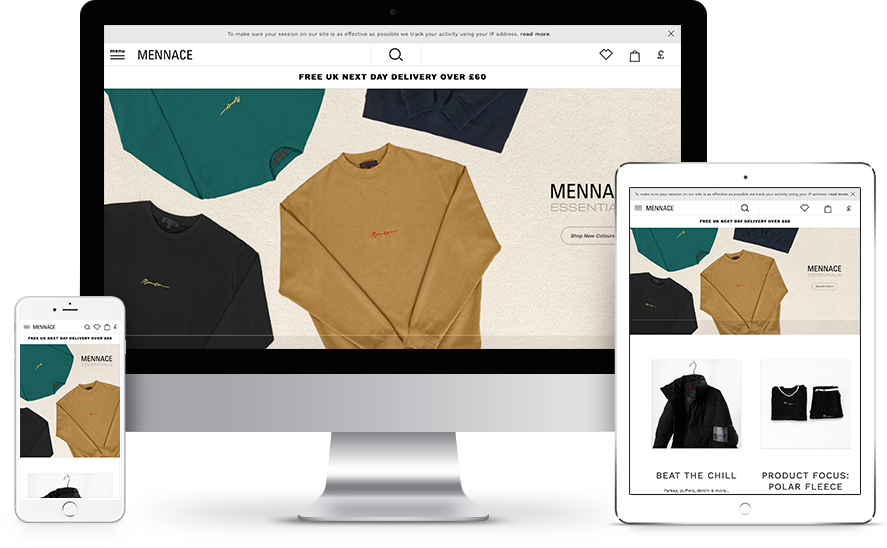 To make sure your session on our site is as effective as possible we track your activity using your IP address. read more.
menu
MENNACE
£
FREE UK NEXT DAY DELIVERY OVER £60
MENNA
ESSENTIA
Shop New Colours
To make sure your session on our site is as effective as possible we track your activity using your IP address. read more.
MENNACE
£
FREE UK NEXT DAY DELIVERY OVER £60
MENNACE
ESSENTIALS
BEAT THE CHILL
Parkas, puffers, denim & more...
PRODUCT FOCUS:
POLAR FLEECE
MENNACE
£
FREE UK NEXT DAY DELIVERY OVER £60
MENNACE
ESSENTIALS